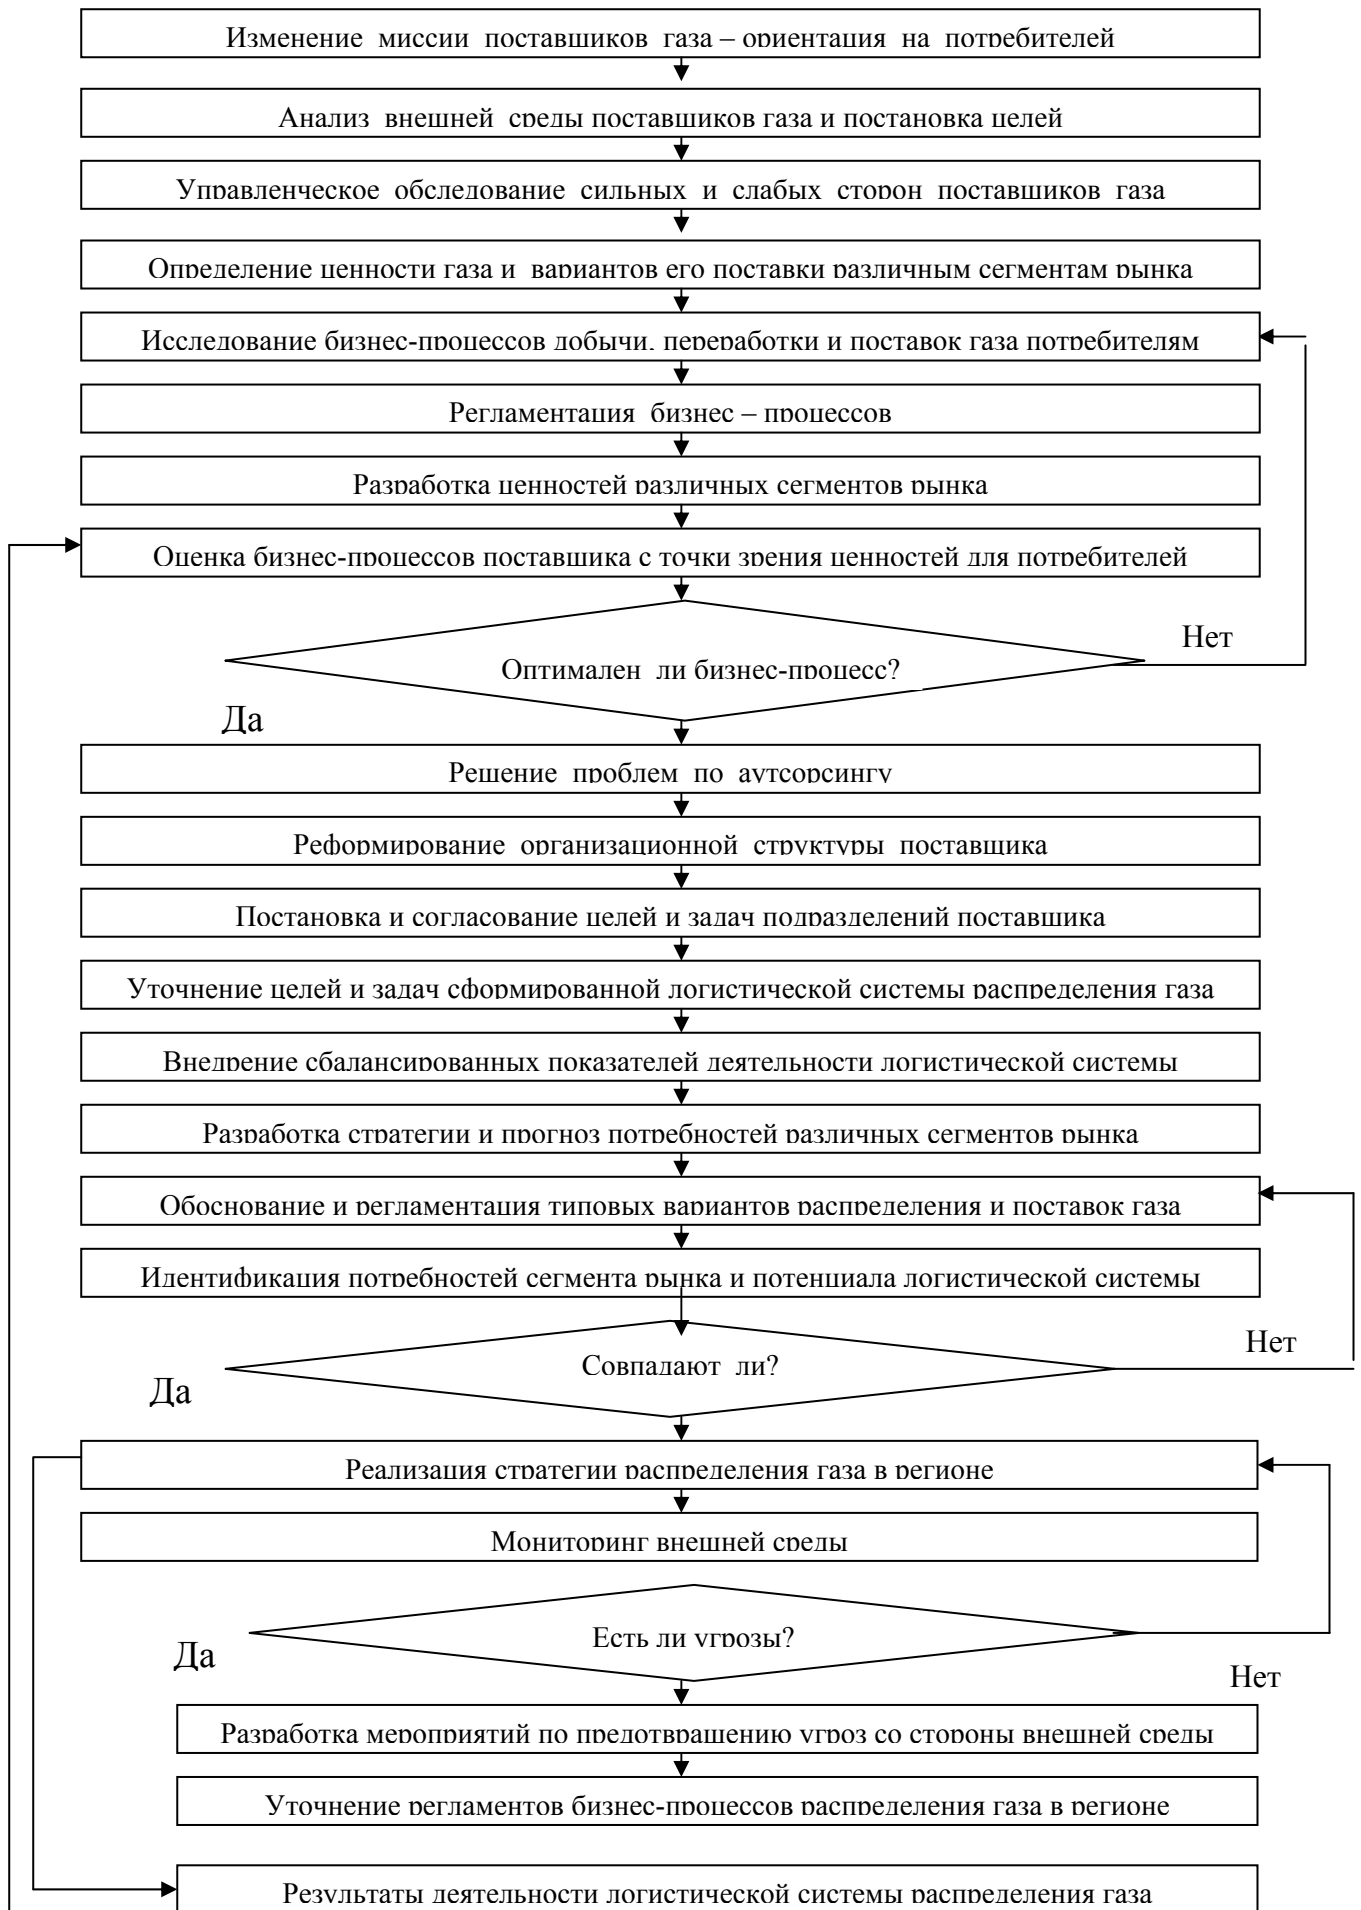 Изменение миссии поставщиков газа – ориентация на потребителей
Анализ внешней среды поставщиков газа и постановка целей
Управленческое обследование сильных и слабых сторон поставщиков газа
Определение ценности газа и вариантов его поставки различным сегментам рынка
Исследование бизнес-процессов добычи, переработки и поставок газа потребителям
Регламентация бизнес – процессов
Разработка ценностей различных сегментов рынка
Оценка бизнес-процессов поставщика с точки зрения ценностей для потребителей
Нет
Оптимален ли бизнес-процесс?
Да
Решение проблем по аутсорсингу
Реформирование организационной структуры поставщика
Постановка и согласование целей и задач подразделений поставщика
Уточнение целей и задач сформированной логистической системы распределения газа
Внедрение сбалансированных показателей деятельности логистической системы
Разработка стратегии и прогноз потребностей различных сегментов рынка
Обоснование и регламентация типовых вариантов распределения и поставок газа
Идентификация потребностей сегмента рынка и потенциала логистической системы
Нет
Совпадают ли?
Да
Реализация стратегии распределения газа в регионе
Мониторинг внешней среды
Есть ли угрозы?
Да
Нет
Разработка мероприятий по предотвращению угроз со стороны внешней среды
Уточнение регламентов бизнес-процессов распределения газа в регионе
Результаты деятельности логистической системы распределения газа